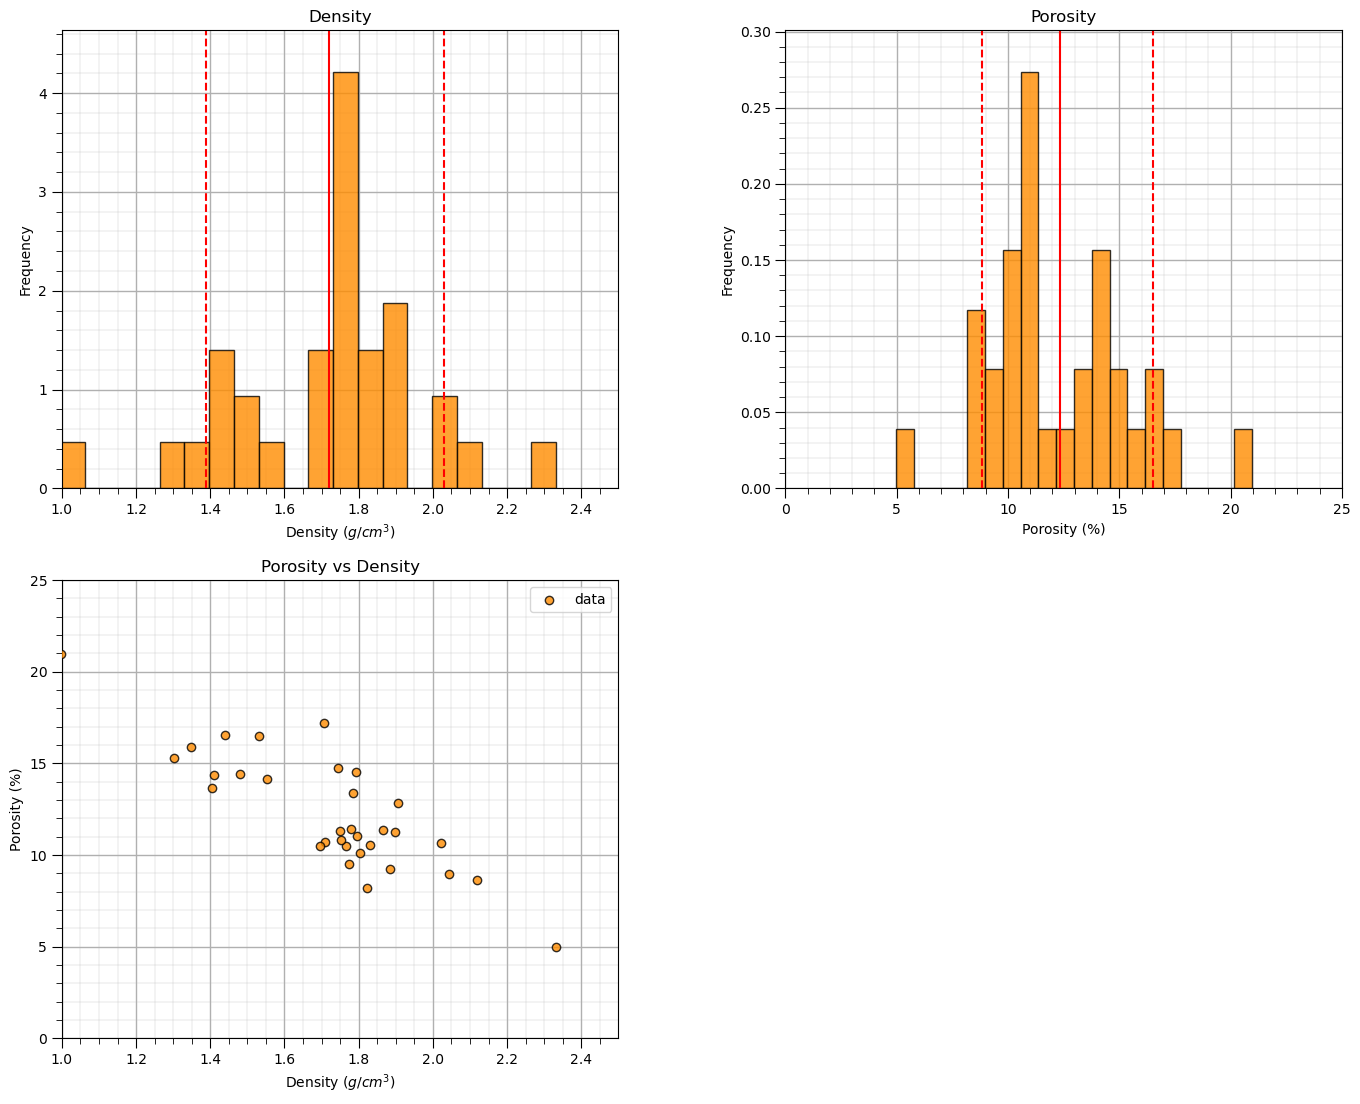 Density
Frequency
4
3
2
1
0
1.0 1.2 1.4 1.6 1.8 2.0 2.2 2.4
Density (g/cm³)
Porosity
Frequency
0.30
0.25
0.20
0.15
0.10
0.05
0.00
0 5 10 15 20 25
Porosity (%)
Porosity vs Density
data
Porosity (%)
25
20
15
10
5
0
1.0 1.2 1.4 1.6 1.8 2.0 2.2 2.4
Density (g/cm³)